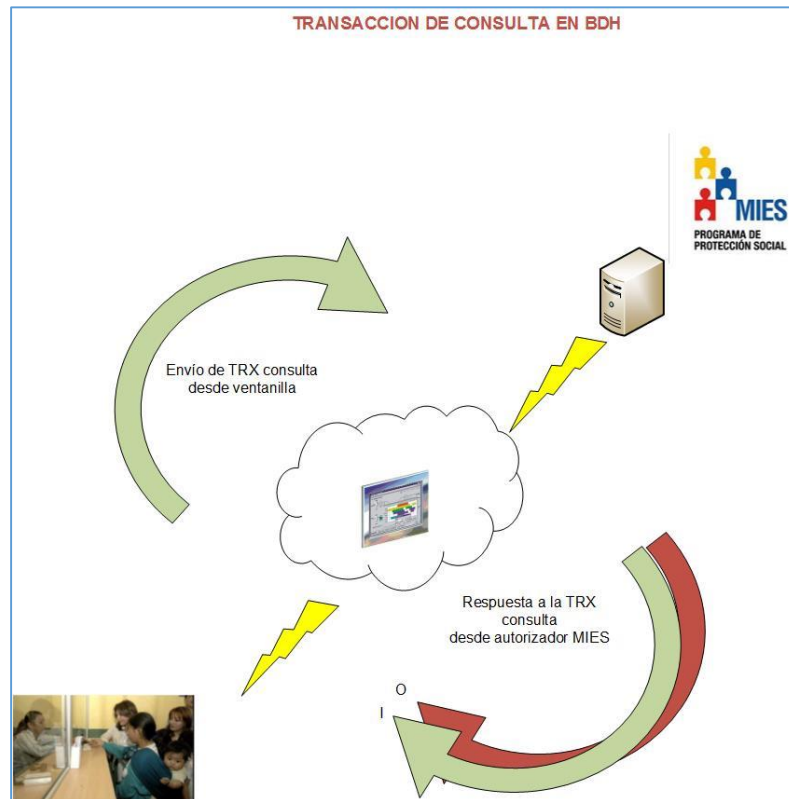 TRANSACCION DE CONSULTA EN BDH
MIES
PROGRAMA DE
PROTECCIÓN SOCIAL
Envío de TRX consulta
desde ventanilla
Respuesta a la TRX
consulta
desde autorizador MIES
O
I